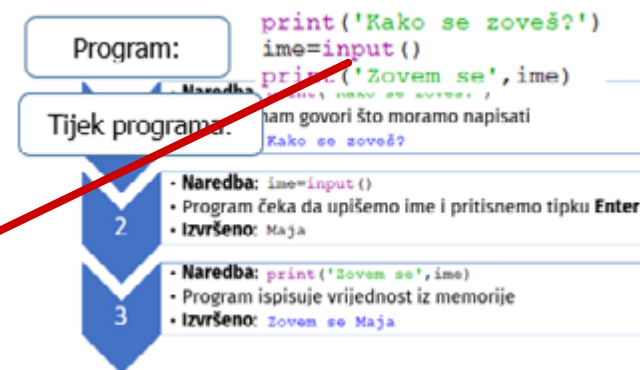 print('Kako se zoveš?')
Program:
ime=input()
print('Zovem se',ime)
Naredba
Tijek programa:
nam govori što moramo napisati
Kako se zoveš?
2
• Naredba: ime=input()
• Program čeka da upišemo ime i pritisnemo tipku Enter
• Izvršeno: Maja
3
• Naredba: print('Zovem se',ime)
• Program ispisuje vrijednost iz memorije
• Izvršeno: Zovem se Maja